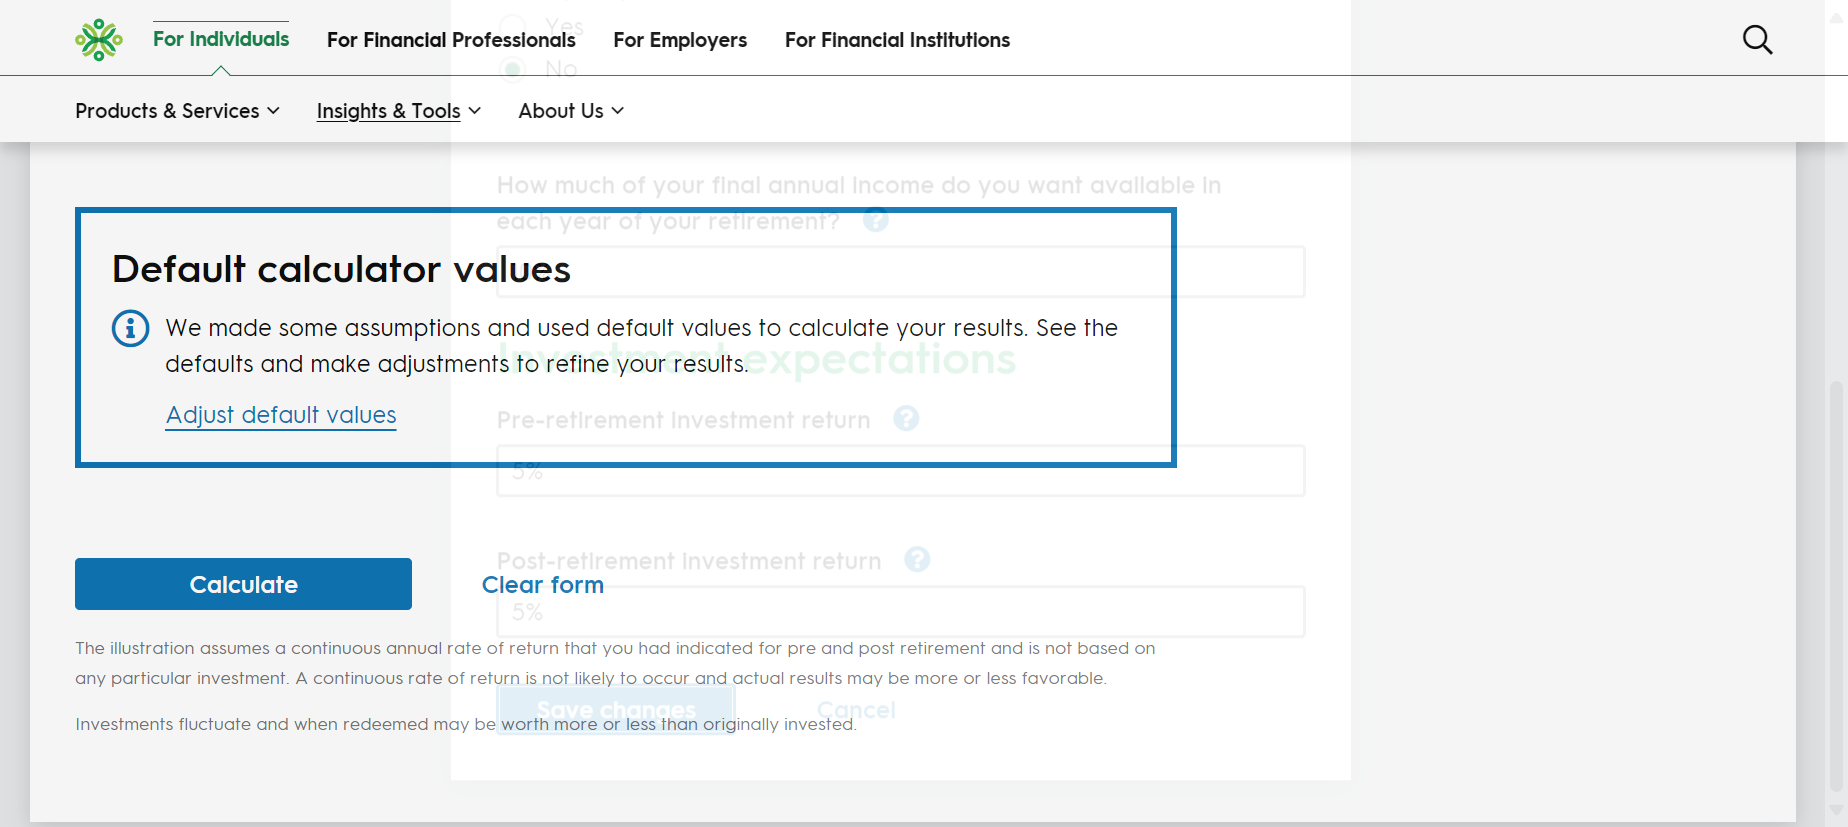 For Individuals
For Financial Professionals
For Employers
For Financial Institutions
Yes
No
Products & Services
Insights & Tools
About Us
How much of your final annual income do you want available in
each year of your retirement? ?
Default calculator values
We made some assumptions and used default values to calculate your results. See the
defaults and make adjustments to refine your results.
Adjust default values
Investment expectations
Pre-retirement investment return ?
5%
Post-retirement investment return ?
5%
Calculate
Clear form
The illustration assumes a continuous annual rate of return that you had indicated for pre and post retirement and is not based on
any particular investment. A continuous rate of return is not likely to occur and actual results may be more or less favorable.
Save changes
Cancel
Investments fluctuate and when redeemed may be worth more or less than originally invested.